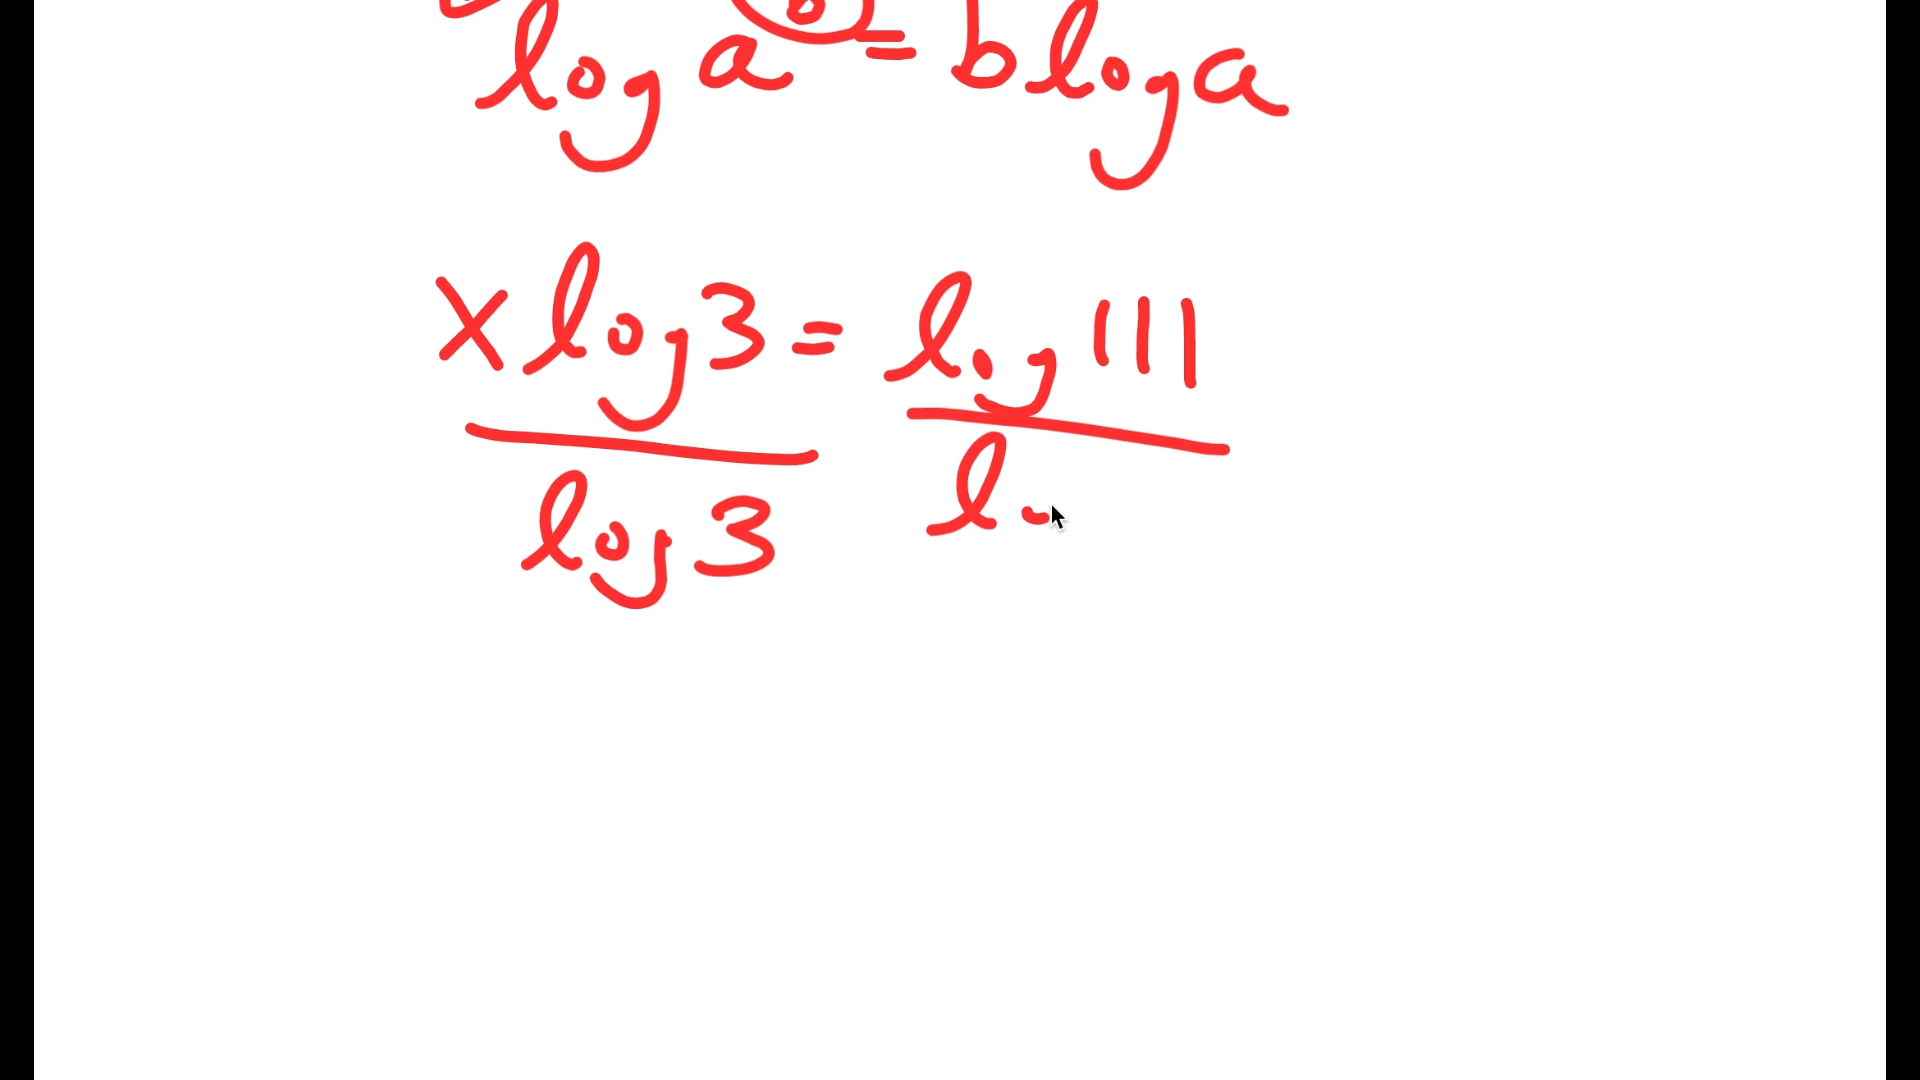 log a^b = b log a
x log 3 = log 111
log 3 l